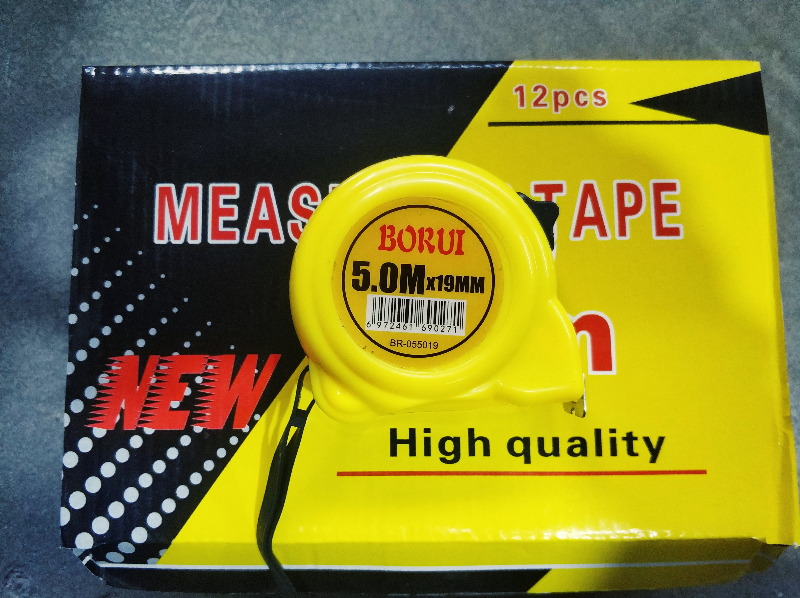 12pcs
MEAS TAPE
BORUI
5.0M x19MM
6 972461 690271
BR-055019
NEW
High quality